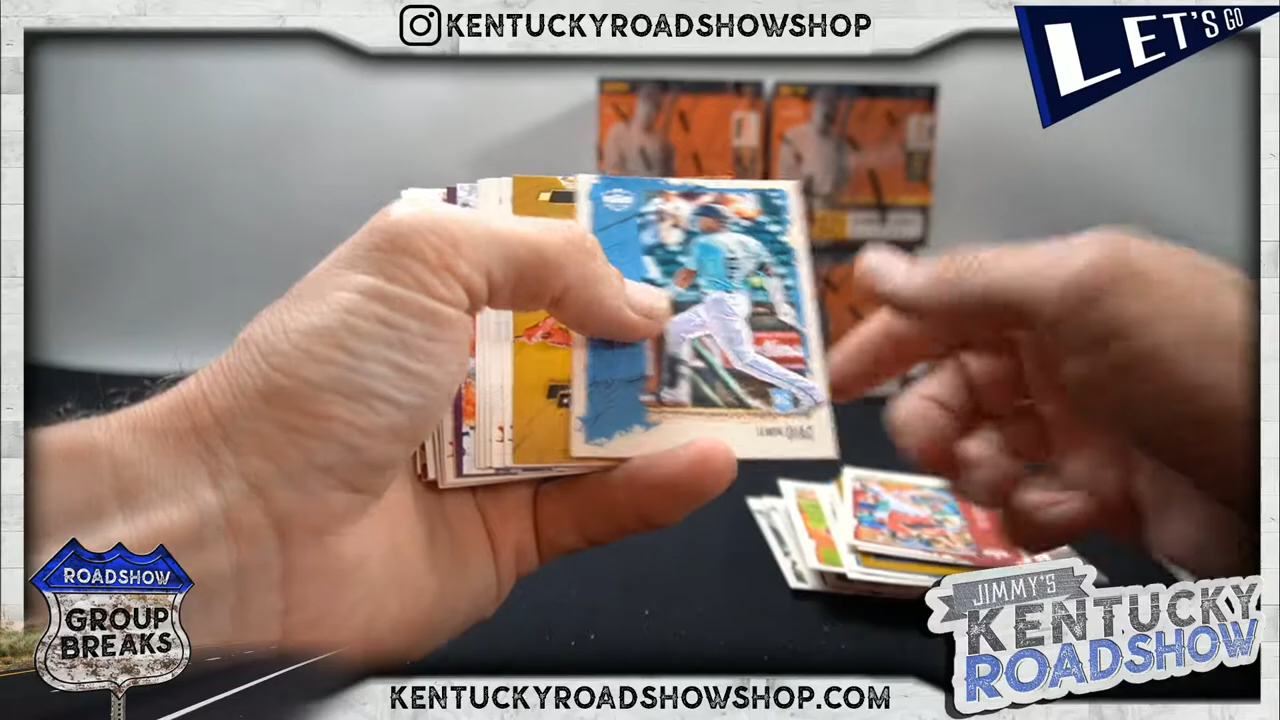 KENTUCKYROADSHOWSHOP
LET'S GO
ROADSHOW
GROUP
BREAKS
JIMMY'S
KENTUCKY
ROADSHOW
KENTUCKYROADSHOWSHOP.COM